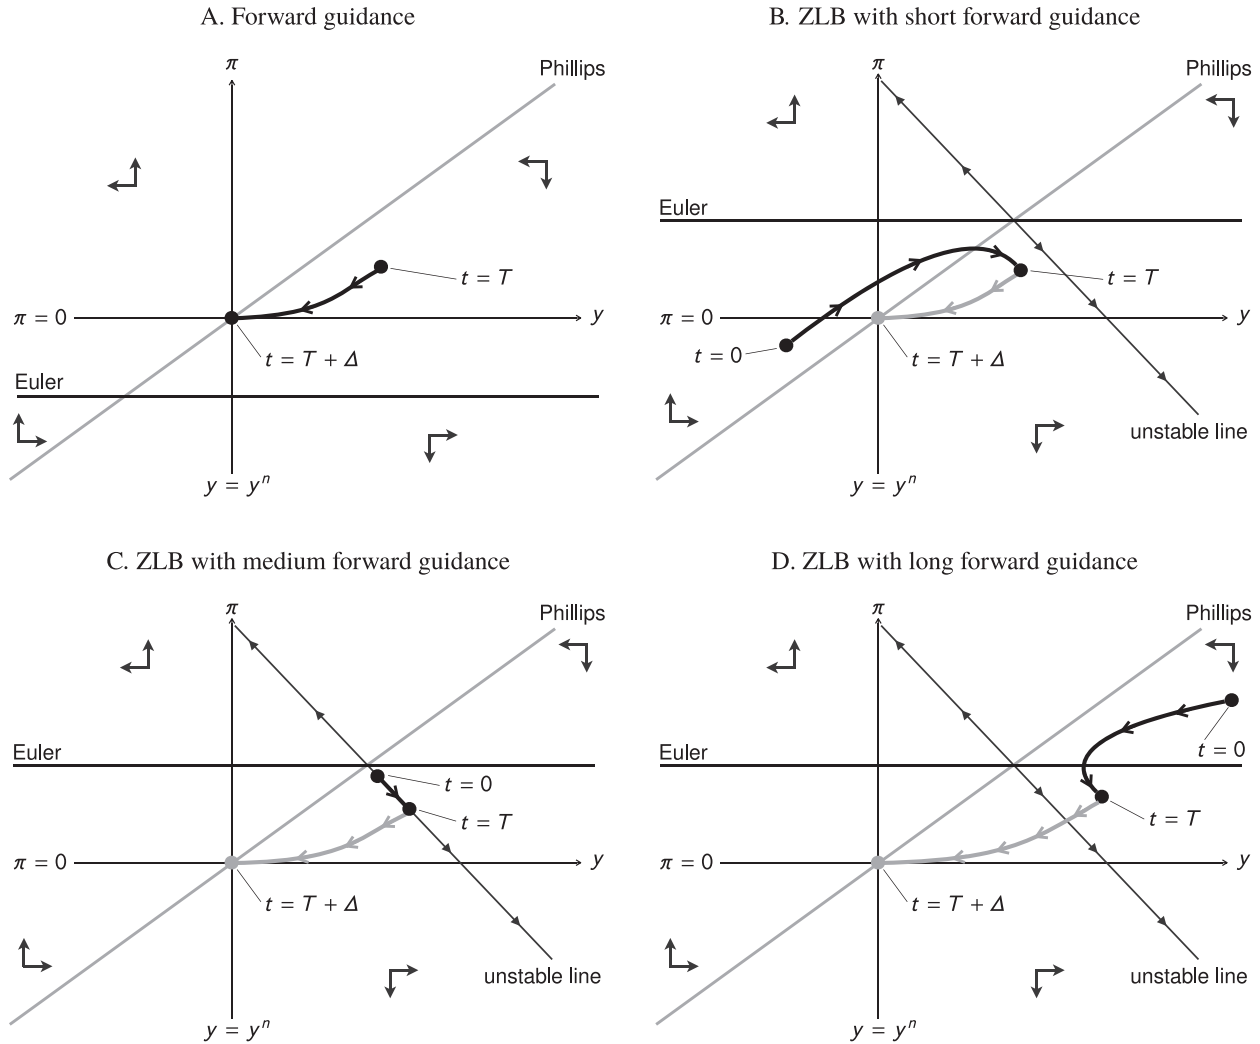 A. Forward guidance
π
Phillips
t = T
π = 0
y
t = T + Δ
Euler
y = yⁿ
B. ZLB with short forward guidance
π
Phillips
Euler
t = T
π = 0
y
t = 0
t = T + Δ
unstable line
y = yⁿ
C. ZLB with medium forward guidance
π
Phillips
Euler
t = 0
t = T
π = 0
y
t = T + Δ
unstable line
y = yⁿ
D. ZLB with long forward guidance
π
Phillips
Euler
t = 0
t = T
π = 0
y
t = T + Δ
unstable line
y = yⁿ